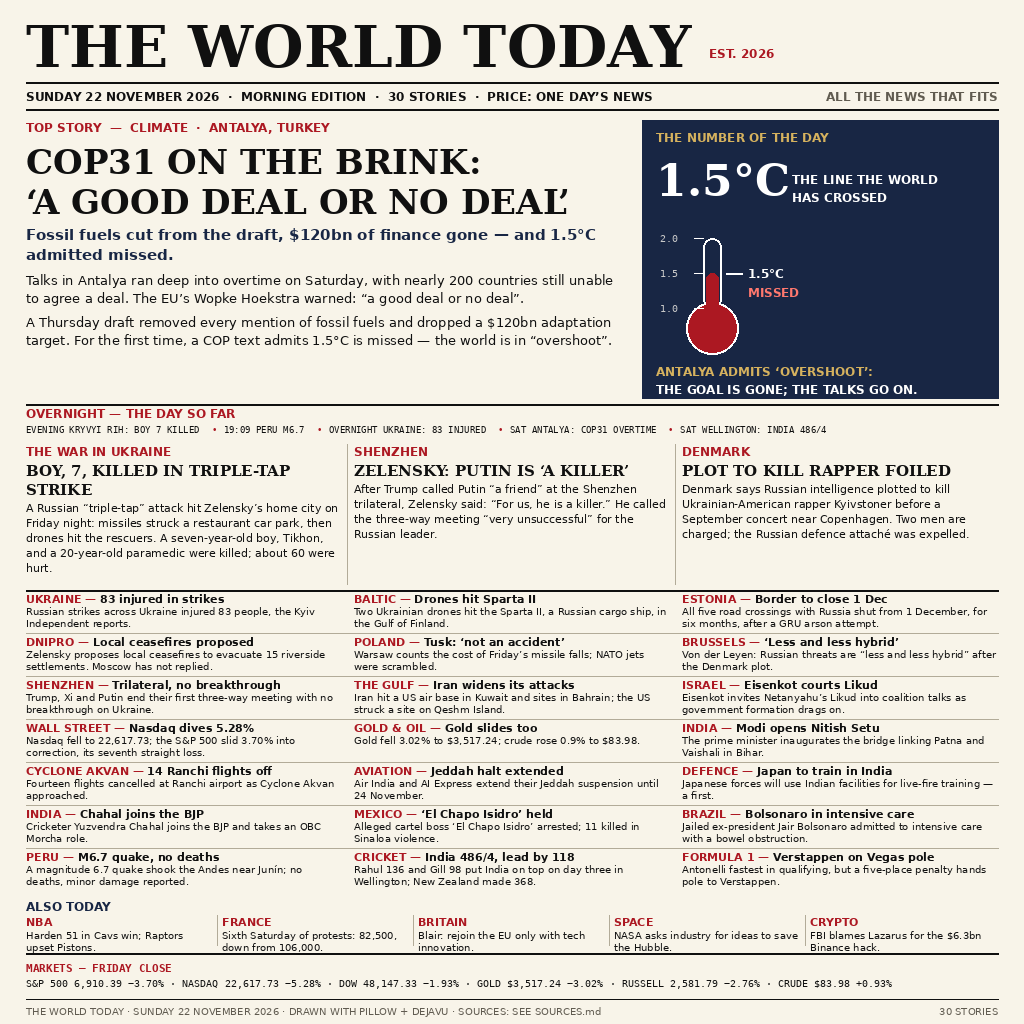 THE WORLD TODAY EST. 2026
SUNDAY 22 NOVEMBER 2026 · MORNING EDITION · 30 STORIES · PRICE: ONE DAY’S NEWS ALL THE NEWS THAT FITS
TOP STORY — CLIMATE · ANTALYA, TURKEY
COP31 ON THE BRINK:
‘A GOOD DEAL OR NO DEAL’
Fossil fuels cut from the draft, $120bn of finance gone — and 1.5°C
admitted missed.
Talks in Antalya ran deep into overtime on Saturday, with nearly 200 countries still unable
to agree a deal. The EU’s Wopke Hoekstra warned: “a good deal or no deal”.
A Thursday draft removed every mention of fossil fuels and dropped a $120bn adaptation
target. For the first time, a COP text admits 1.5°C is missed — the world is in “overshoot”.
THE NUMBER OF THE DAY
1.5°C THE LINE THE WORLD
HAS CROSSED
2.0
1.5 1.5°C
MISSED
1.0
ANTALYA ADMITS ‘OVERSHOOT’:
THE GOAL IS GONE; THE TALKS GO ON.
OVERNIGHT — THE DAY SO FAR
EVENING KRYVYI RIH: BOY 7 KILLED • 19:09 PERU M6.7 • OVERNIGHT UKRAINE: 83 INJURED • SAT ANTALYA: COP31 OVERTIME • SAT WELLINGTON: INDIA 486/4
THE WAR IN UKRAINE
BOY, 7, KILLED IN TRIPLE-TAP
STRIKE
A Russian “triple-tap” attack hit Zelensky’s home city on
Friday night: missiles struck a restaurant car park, then
drones hit the rescuers. A seven-year-old boy, Tikhon,
and a 20-year-old paramedic were killed; about 60 were
hurt.
SHENZHEN
ZELENSKY: PUTIN IS ‘A KILLER’
After Trump called Putin “a friend” at the Shenzhen
trilateral, Zelensky said: “For us, he is a killer.” He called
the three-way meeting “very unsuccessful” for the
Russian leader.
DENMARK
PLOT TO KILL RAPPER FOILED
Denmark says Russian intelligence plotted to kill
Ukrainian-American rapper Kyivstoner before a
September concert near Copenhagen. Two men are
charged; the Russian defence attaché was expelled.
UKRAINE — 83 injured in strikes
Russian strikes across Ukraine injured 83 people, the Kyiv
Independent reports.
BALTIC — Drones hit Sparta II
Two Ukrainian drones hit the Sparta II, a Russian cargo ship, in
the Gulf of Finland.
ESTONIA — Border to close 1 Dec
All five road crossings with Russia shut from 1 December, for
six months, after a GRU arson attempt.
DNIPRO — Local ceasefires proposed
Zelensky proposes local ceasefires to evacuate 15 riverside
settlements. Moscow has not replied.
POLAND — Tusk: ‘not an accident’
Warsaw counts the cost of Friday’s missile falls; NATO jets
were scrambled.
BRUSSELS — ‘Less and less hybrid’
Von der Leyen: Russian threats are “less and less hybrid” after
the Denmark plot.
SHENZHEN — Trilateral, no breakthrough
Trump, Xi and Putin end their first three-way meeting with no
breakthrough on Ukraine.
THE GULF — Iran widens its attacks
Iran hit a US air base in Kuwait and sites in Bahrain; the US
struck a site on Qeshm Island.
ISRAEL — Eisenkot courts Likud
Eisenkot invites Netanyahu’s Likud into coalition talks as
government formation drags on.
WALL STREET — Nasdaq dives 5.28%
Nasdaq fell to 22,617.73; the S&P 500 slid 3.70% into
correction, its seventh straight loss.
GOLD & OIL — Gold slides too
Gold fell 3.02% to $3,517.24; crude rose 0.9% to $83.98.
INDIA — Modi opens Nitish Setu
The prime minister inaugurates the bridge linking Patna and
Vaishali in Bihar.
CYCLONE AKVAN — 14 Ranchi flights off
Fourteen flights cancelled at Ranchi airport as Cyclone Akvan
approached.
AVIATION — Jeddah halt extended
Air India and AI Express extend their Jeddah suspension until
24 November.
DEFENCE — Japan to train in India
Japanese forces will use Indian facilities for live-fire training —
a first.
INDIA — Chahal joins the BJP
Cricketer Yuzvendra Chahal joins the BJP and takes an OBC
Morcha role.
MEXICO — ‘El Chapo Isidro’ held
Alleged cartel boss ‘El Chapo Isidro’ arrested; 11 killed in
Sinaloa violence.
BRAZIL — Bolsonaro in intensive care
Jailed ex-president Jair Bolsonaro admitted to intensive care
with a bowel obstruction.
PERU — M6.7 quake, no deaths
A magnitude 6.7 quake shook the Andes near Junín; no
deaths, minor damage reported.
CRICKET — India 486/4, lead by 118
Rahul 136 and Gill 98 put India on top on day three in
Wellington; New Zealand made 368.
FORMULA 1 — Verstappen on Vegas pole
Antonelli fastest in qualifying, but a five-place penalty hands
pole to Verstappen.
ALSO TODAY
NBA
Harden 51 in Cavs win; Raptors
upset Pistons.
FRANCE
Sixth Saturday of protests: 82,500,
down from 106,000.
BRITAIN
Blair: rejoin the EU only with tech
innovation.
SPACE
NASA asks industry for ideas to save
the Hubble.
CRYPTO
FBI blames Lazarus for the $6.3bn
Binance hack.
MARKETS — FRIDAY CLOSE
S&P 500 6,910.39 −3.70% · NASDAQ 22,617.73 −5.28% · DOW 48,147.33 −1.93% · GOLD $3,517.24 −3.02% · RUSSELL 2,581.79 −2.76% · CRUDE $83.98 +0.93%
THE WORLD TODAY · SUNDAY 22 NOVEMBER 2026 · DRAWN WITH PILLOW + DEJAVU · SOURCES: SEE SOURCES.md 30 STORIES